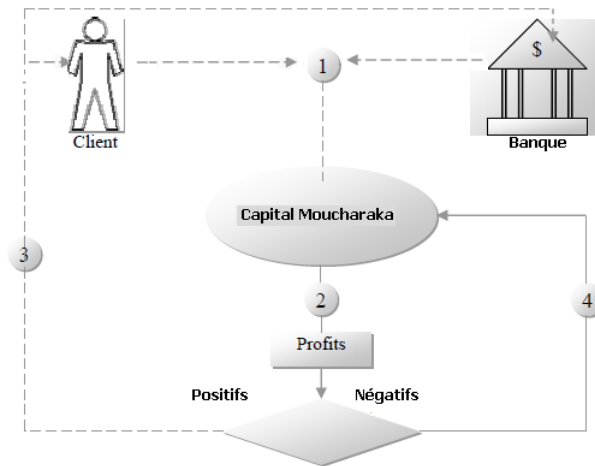 $
1
Client
Banque
Capital Moucharaka
3
2
4
Profits
Positifs
Négatifs